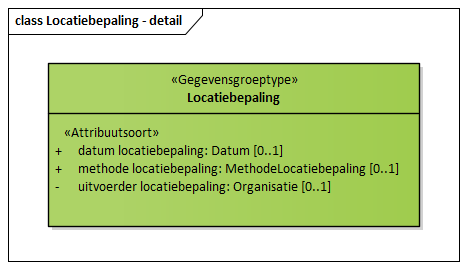 class Locatiebepaling - detail
«Gegevensgroeptype»
Locatiebepaling
«Attribuutsoort»
+ datum locatiebepaling: Datum [0..1]
+ methode locatiebepaling: MethodeLocatiebepaling [0..1]
- uitvoerder locatiebepaling: Organisatie [0..1]